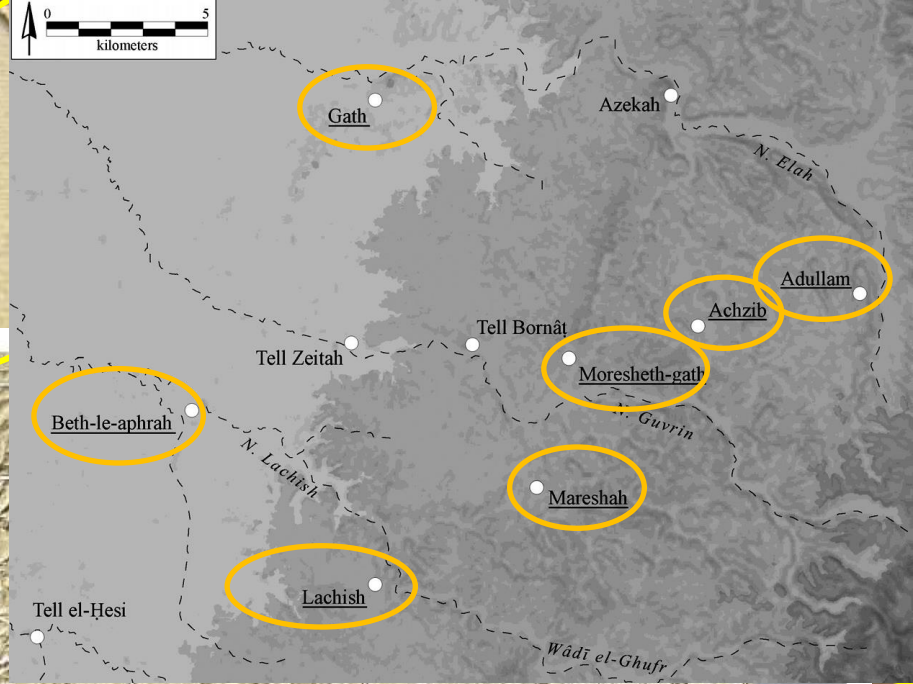 0 5
kilometers
Gath
Azekah
N. Elah
Adullam
Achzib
Tell Bornâṭ
Tell Zeitah
Moresheth-gath
Beth-le-aphrah
N. Guvrin
N. Lachish
Mareshah
Lachish
Tell el-Ḥesi
Wâdī el-Ghufr